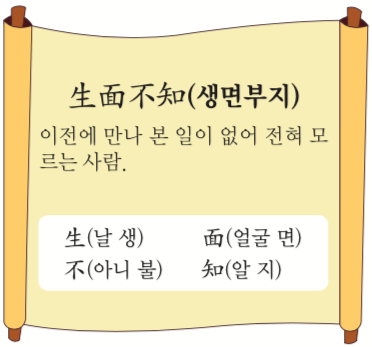 生面不知(생면부지)
이전에 만나 본 일이 없어 전혀 모
르는 사람.
生(날 생) 面(얼굴 면)
不(아니 불) 知(알 지)